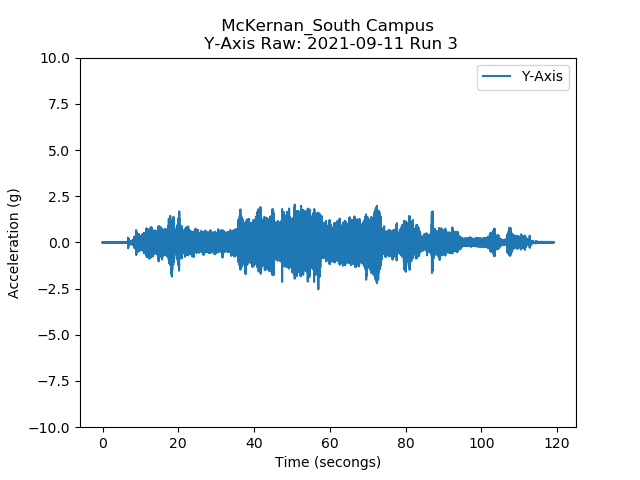 McKernan_South Campus
Y-Axis Raw: 2021-09-11 Run 3
Y-Axis
10.0
7.5
5.0
2.5
0.0
−2.5
−5.0
−7.5
−10.0
Acceleration (g)
0 20 40 60 80 100 120
Time (secongs)